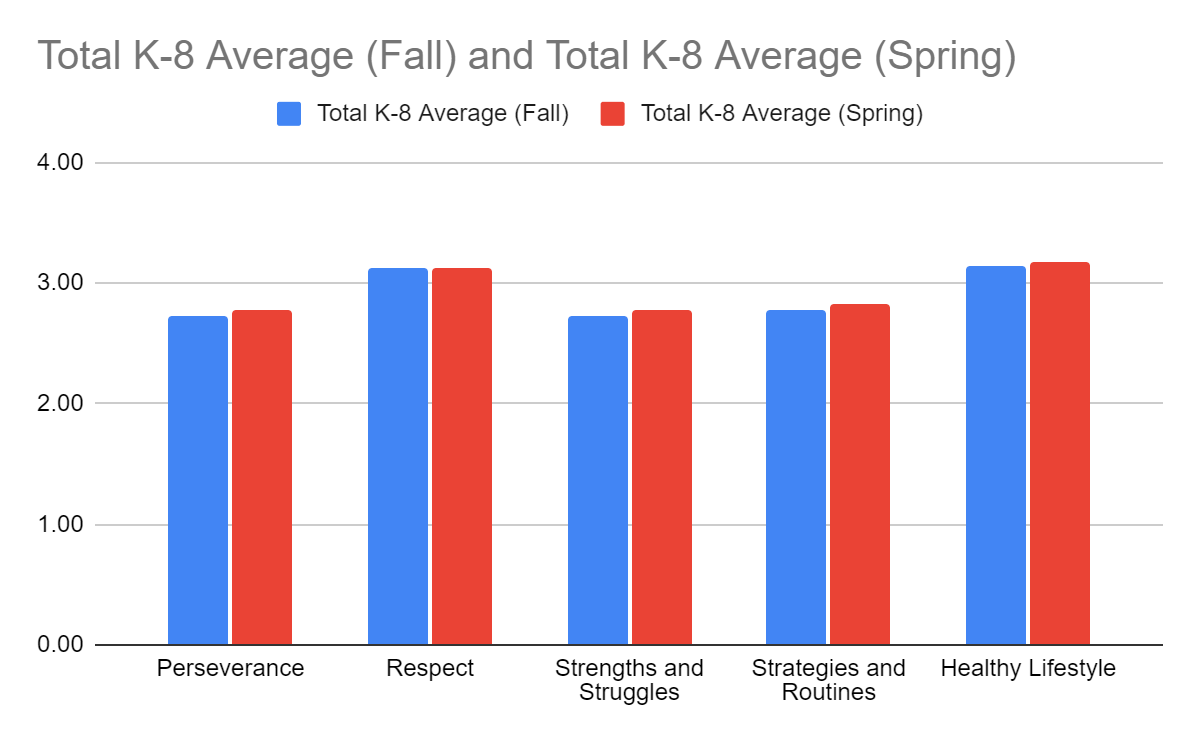 Total K-8 Average (Fall) and Total K-8 Average (Spring)
Total K-8 Average (Fall)
Total K-8 Average (Spring)
4.00
3.00
2.00
1.00
0.00
Perseverance
Respect
Strengths and
Struggles
Strategies and
Routines
Healthy Lifestyle